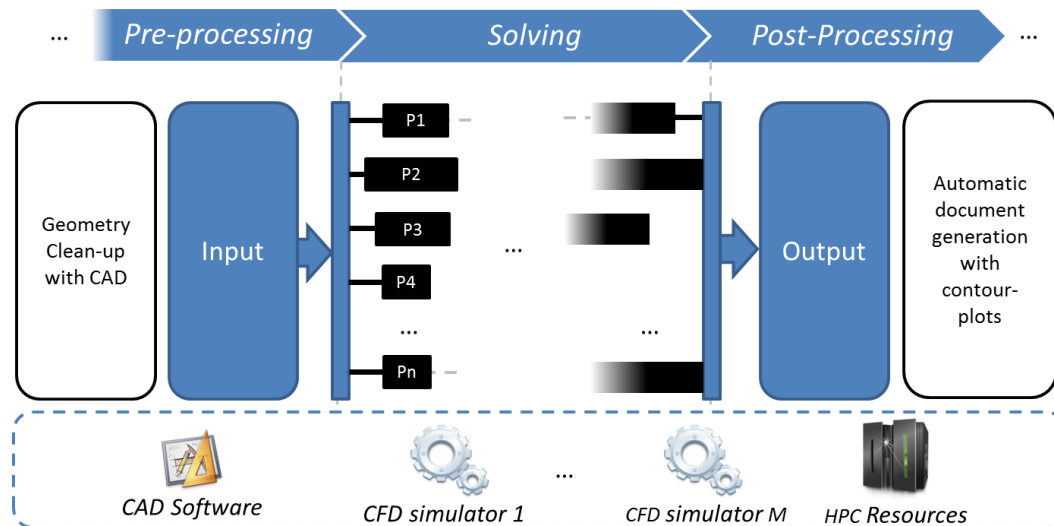 ... Pre-processing Solving Post-Processing ...
P1
P2
P3
P4
...
Pn
Geometry
Clean-up
with CAD
Input
...
...
Output
Automatic
document
generation
with
contour-
plots
CAD Software
CFD simulator 1
...
CFD simulator M
HPC Resources